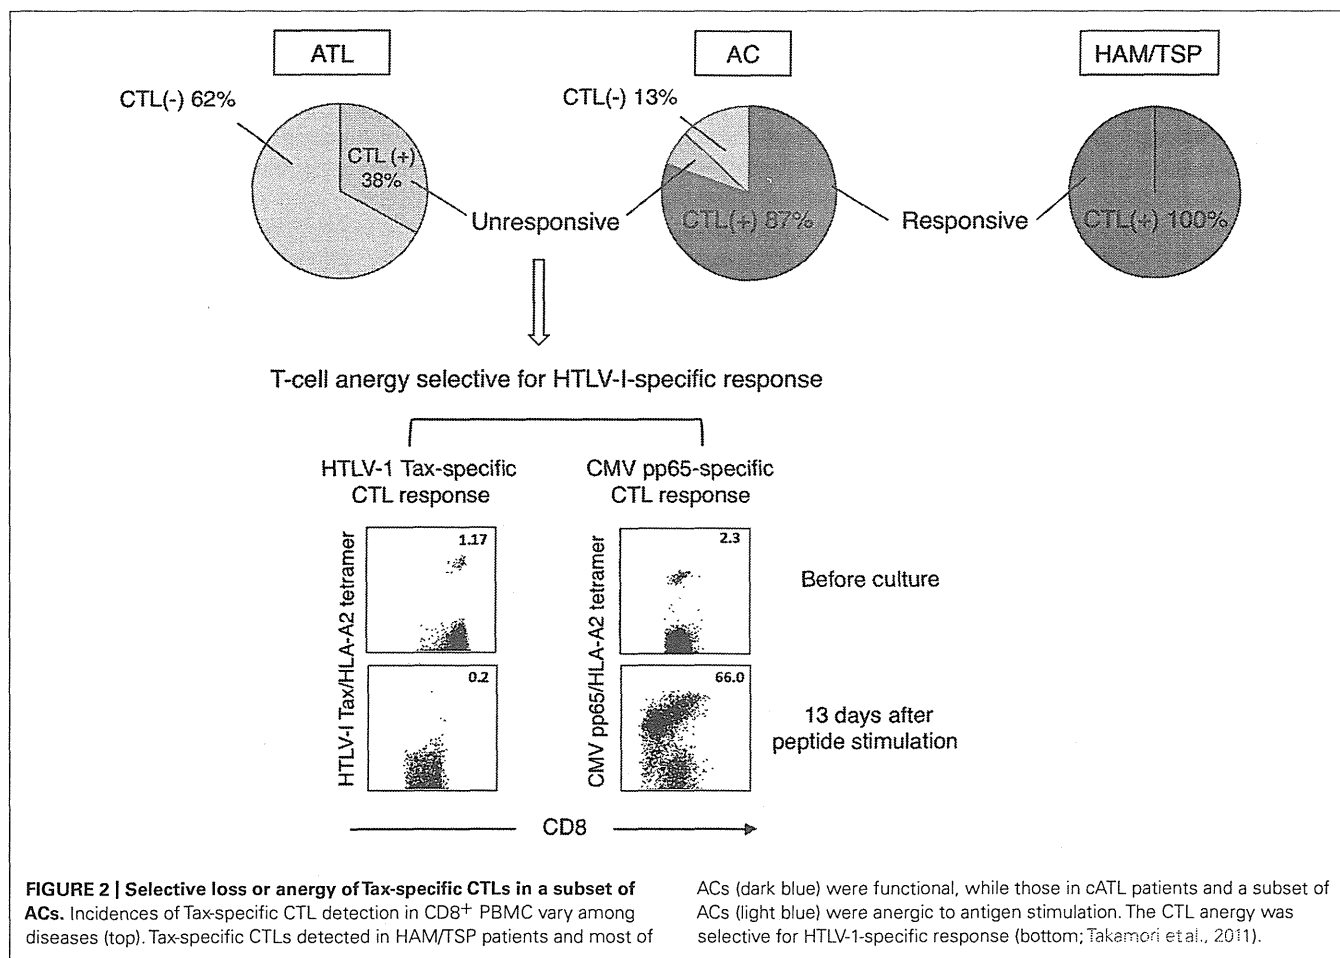 ATL
AC
HAM/TSP
CTL(-) 62%
CTL(-) 13%
CTL (+)
38%
Unresponsive
CTL(+) 87%
Responsive
CTL(+) 100%
T-cell anergy selective for HTLV-I-specific response
HTLV-1 Tax-specific
CTL response
CMV pp65-specific
CTL response
HTLV-I Tax/HLA-A2 tetramer
CMV pp65/HLA-A2 tetramer
1.17
2.3
Before culture
0.2
66.0
13 days after
peptide stimulation
CD8
FIGURE 2 | Selective loss or anergy of Tax-specific CTLs in a subset of
ACs. Incidences of Tax-specific CTL detection in CD8+ PBMC vary among
diseases (top). Tax-specific CTLs detected in HAM/TSP patients and most of
ACs (dark blue) were functional, while those in cATL patients and a subset of
ACs (light blue) were anergic to antigen stimulation. The CTL anergy was
selective for HTLV-1-specific response (bottom; Takamori et al., 2011).